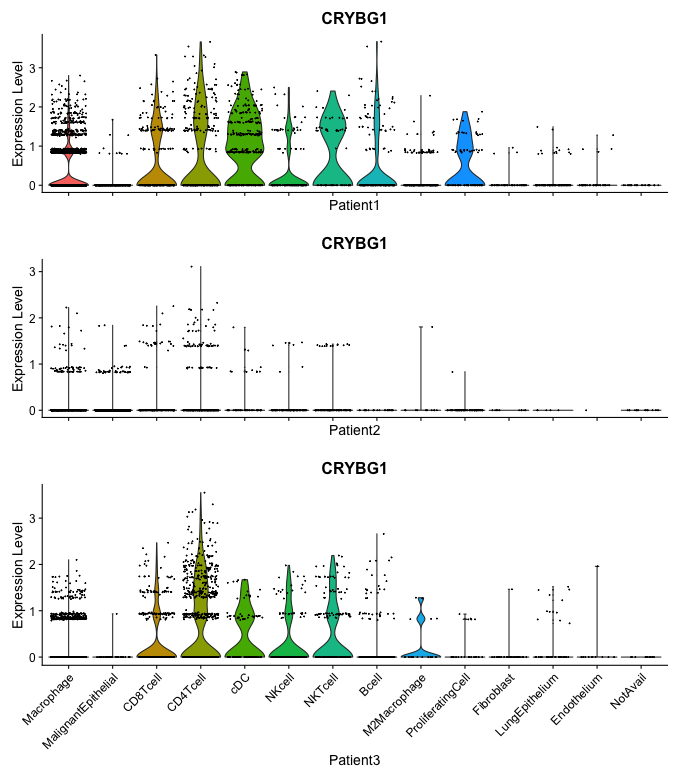 CRYBG1
Expression Level
3
2
1
0
Patient1
CRYBG1
Expression Level
3
2
1
0
Patient2
CRYBG1
Expression Level
3
2
1
0
Macrophage
MalignantEpithelial
CD8Tcell
CD4Tcell
cDC
NKcell
NKTcell
Bcell
M2Macrophage
ProliferatingCell
Fibroblast
LungEpithelium
Endothelium
NotAvail
Patient3